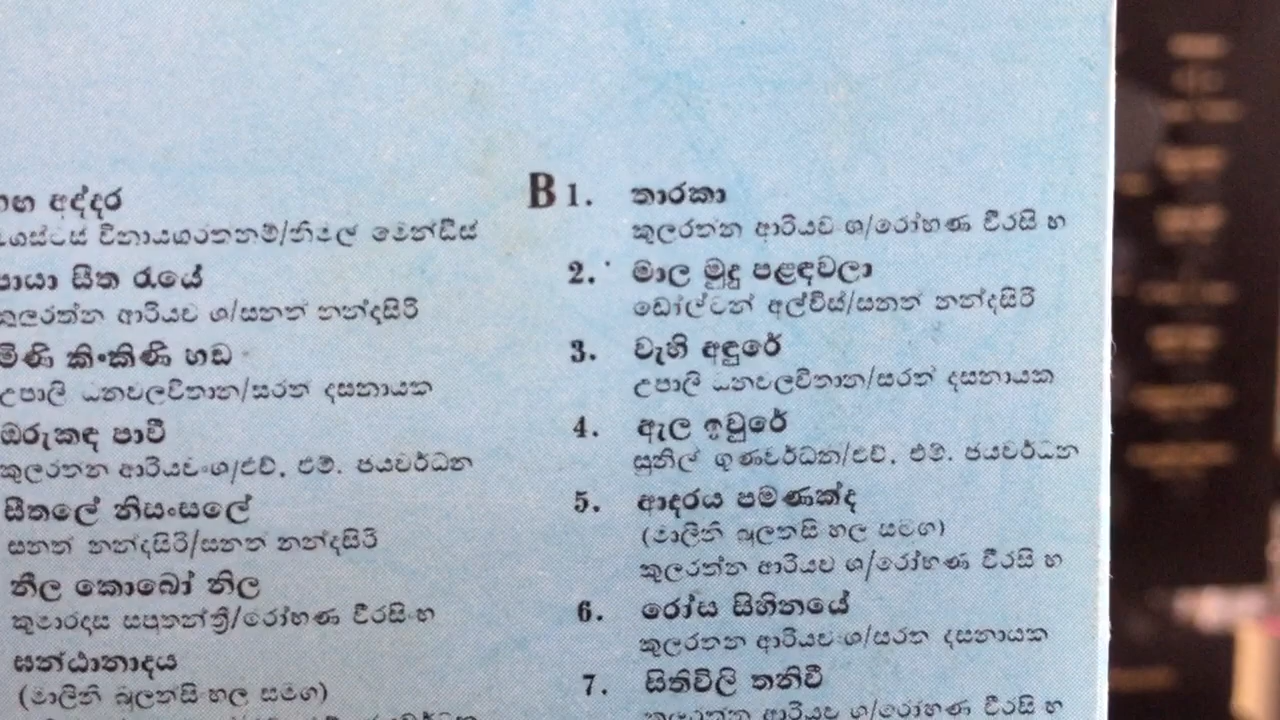 අද්දර
විනායගරත්නම්/නිමල් මෙන්ඩිස්
පායා සීත රැයේ
කුලරත්න ආරියවංශ/සනත් නන්දසිරි
මිණි කිංකිණි හඬ
උපාලි ධනවලවිතාන/සරත් දසනායක
ඔරුකඳ පාවී
කුලරත්න ආරියවංශ/එච්. එම්. ජයවර්ධන
සීතලේ නිසංසලේ
සනත් නන්දසිරි/සනත් නන්දසිරි
නීල කොබෝ නිල
කුමාරදාස සපුතන්ත්‍රි/රෝහණ වීරසිංහ
සන්ඨානාදය
(මාලිනි බුලත්සිංහල සමග)
B 1. තාරකා
කුලරත්න ආරියවංශ/රෝහණ වීරසිංහ
2. මාල මුදු පළඳවලා
ඩෝල්ටන් අල්විස්/සනත් නන්දසිරි
3. වැහි අඳුරේ
උපාලි ධනවලවිතාන/සරත් දසනායක
4. ඇල ඉවුරේ
සුනිල් ගුණවර්ධන/එච්. එම්. ජයවර්ධන
5. ආදරය පමණක්ද
(මාලිනි බුලත්සිංහල සමග)
කුලරත්න ආරියවංශ/රෝහණ වීරසිංහ
6. රෝස සිහිනයේ
කුලරත්න ආරියවංශ/සරත් දසනායක
7. සිතිවිලි තනිවී
කුලරත්න ආරියවංශ/රෝහණ වීරසිංහ